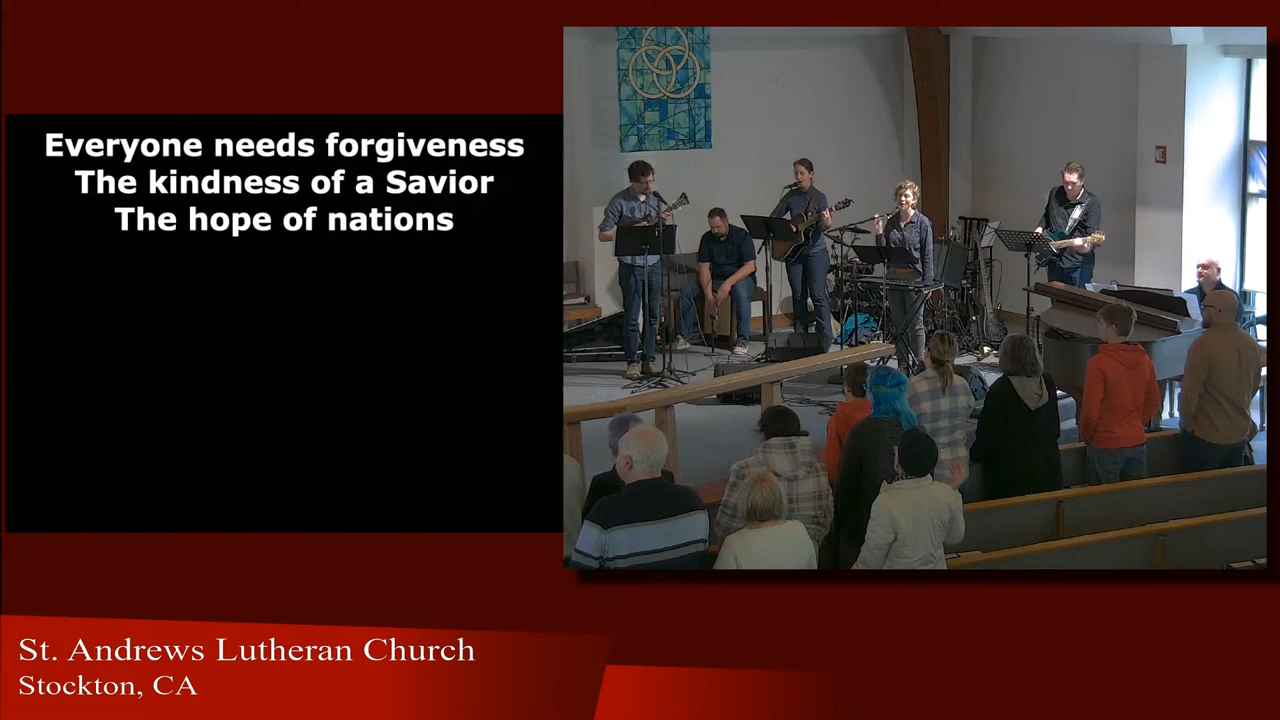 Everyone needs forgiveness
The kindness of a Savior
The hope of nations
St. Andrews Lutheran Church
Stockton, CA